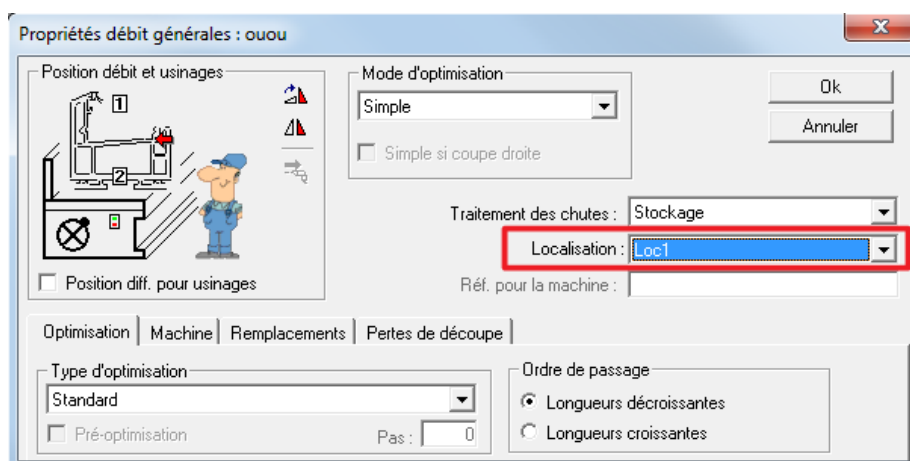 Propriétés débit générales : ouou
x
Position débit et usinages
1
2
Position diff. pour usinages
Mode d'optimisation
Simple
Simple si coupe droite
Ok
Annuler
Traitement des chutes : Stockage
Localisation : Loc1
Réf. pour la machine :
Optimisation Machine Remplacements Pertes de découpe
Type d'optimisation
Standard
Pré-optimisation Pas : 0
Ordre de passage
Longueurs décroissantes
Longueurs croissantes